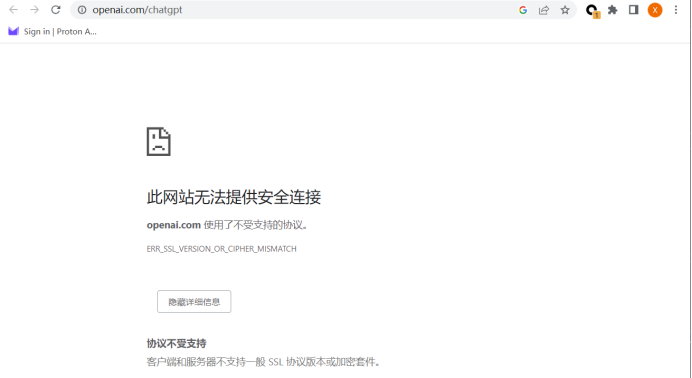 openai.com/chatgpt
1
X
Sign in | Proton A...
此网站无法提供安全连接
openai.com 使用了不受支持的协议。
ERR_SSL_VERSION_OR_CIPHER_MISMATCH
隐藏详细信息
协议不受支持
客户端和服务器不支持一般 SSL 协议版本或加密套件。